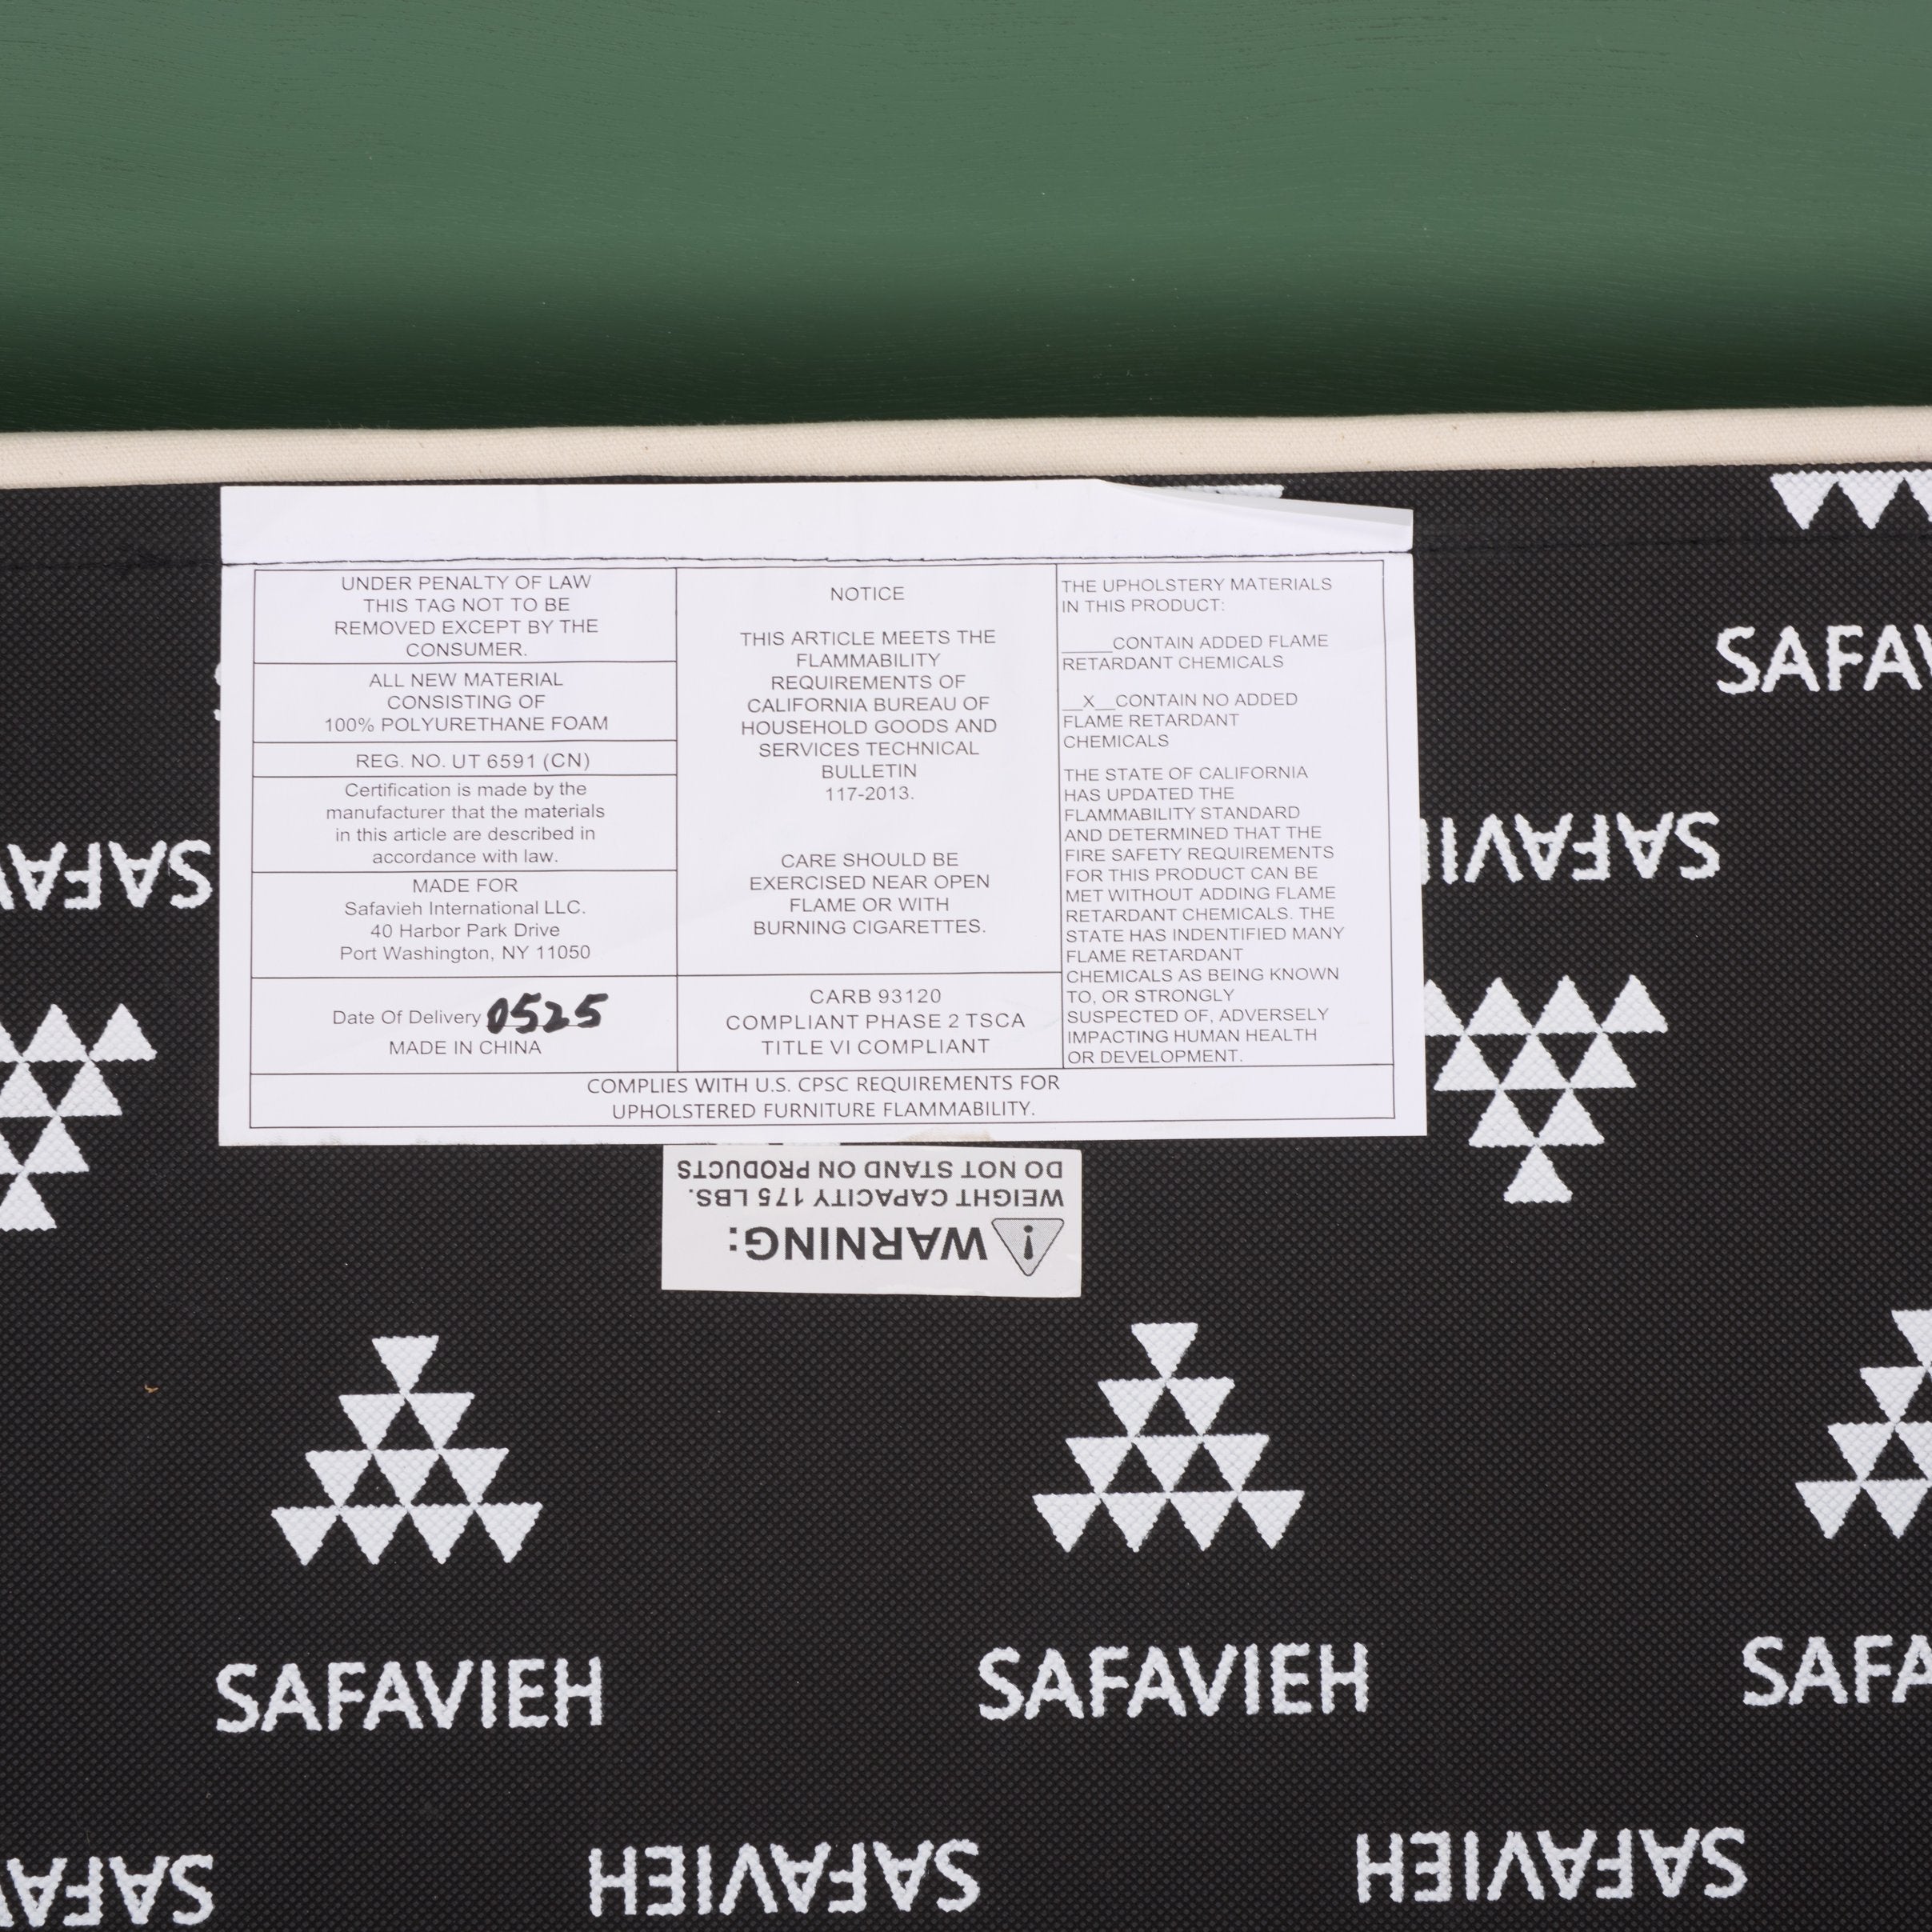 UNDER PENALTY OF LAW
THIS TAG NOT TO BE
REMOVED EXCEPT BY THE
CONSUMER.
ALL NEW MATERIAL
CONSISTING OF
100% POLYURETHANE FOAM
REG. NO. UT 6591 (CN)
Certification is made by the
manufacturer that the materials
in this article are described in
accordance with law.
MADE FOR
Safavieh International LLC.
40 Harbor Park Drive
Port Washington, NY 11050
Date Of Delivery 0525
MADE IN CHINA
NOTICE
THIS ARTICLE MEETS THE
FLAMMABILITY
REQUIREMENTS OF
CALIFORNIA BUREAU OF
HOUSEHOLD GOODS AND
SERVICES TECHNICAL
BULLETIN
117-2013.
CARE SHOULD BE
EXERCISED NEAR OPEN
FLAME OR WITH
BURNING CIGARETTES.
CARB 93120
COMPLIANT PHASE 2 TSCA
TITLE VI COMPLIANT
THE UPHOLSTERY MATERIALS
IN THIS PRODUCT:
_____CONTAIN ADDED FLAME
RETARDANT CHEMICALS
__X__CONTAIN NO ADDED
FLAME RETARDANT
CHEMICALS
THE STATE OF CALIFORNIA
HAS UPDATED THE
FLAMMABILITY STANDARD
AND DETERMINED THAT THE
FIRE SAFETY REQUIREMENTS
FOR THIS PRODUCT CAN BE
MET WITHOUT ADDING FLAME
RETARDANT CHEMICALS. THE
STATE HAS INDENTIFIED MANY
FLAME RETARDANT
CHEMICALS AS BEING KNOWN
TO, OR STRONGLY
SUSPECTED OF, ADVERSELY
IMPACTING HUMAN HEALTH
OR DEVELOPMENT.
COMPLIES WITH U.S. CPSC REQUIREMENTS FOR
UPHOLSTERED FURNITURE FLAMMABILITY.
WARNING:
WEIGHT CAPACITY 175 LBS.
DO NOT STAND ON PRODUCTS
SAFAV
SAFAV
SAFAVIE
SAFAVIEH
SAFAVIEH
SAFA
SAFAV
SAFAVIEH
SAFAVIEH